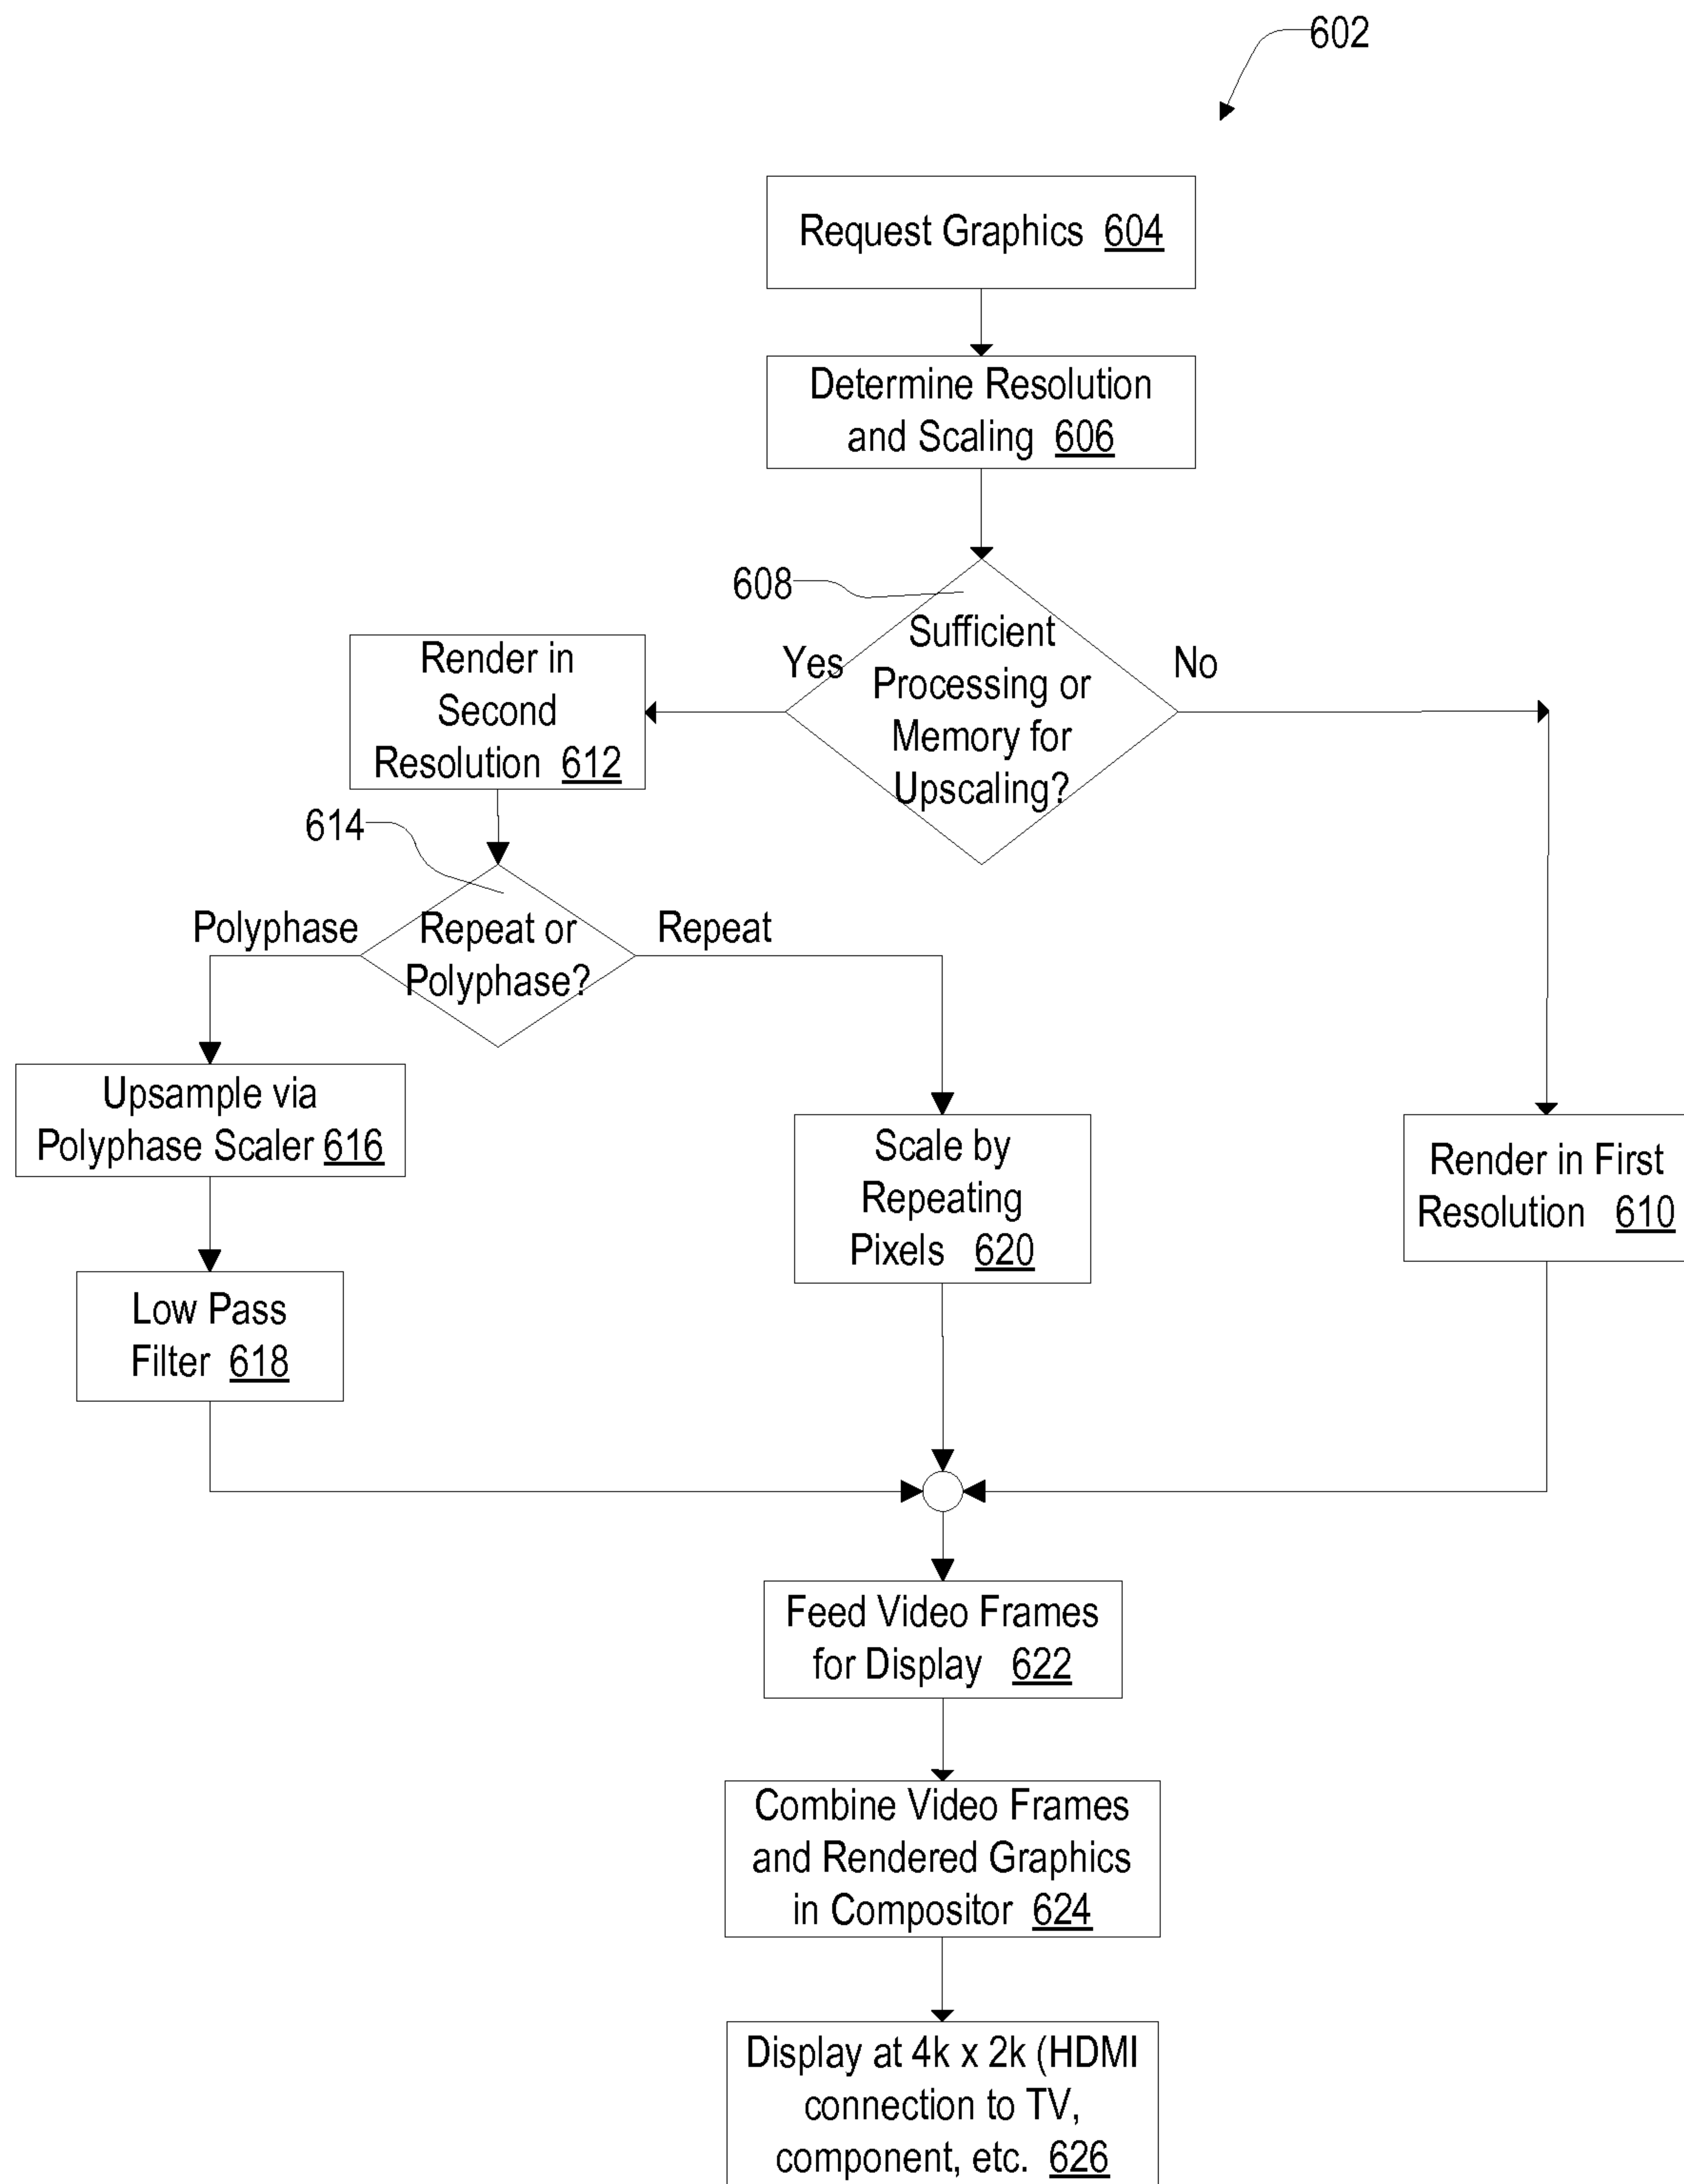 602
Request Graphics 604
Determine Resolution
and Scaling 606
608
Sufficient
Processing or
Memory for
Upscaling?
Yes
No
Render in
Second
Resolution 612
614
Repeat or
Polyphase?
Polyphase
Repeat
Upsample via
Polyphase Scaler 616
Low Pass
Filter 618
Scale by
Repeating
Pixels 620
Render in First
Resolution 610
Feed Video Frames
for Display 622
Combine Video Frames
and Rendered Graphics
in Compositor 624
Display at 4k x 2k (HDMI
connection to TV,
component, etc. 626